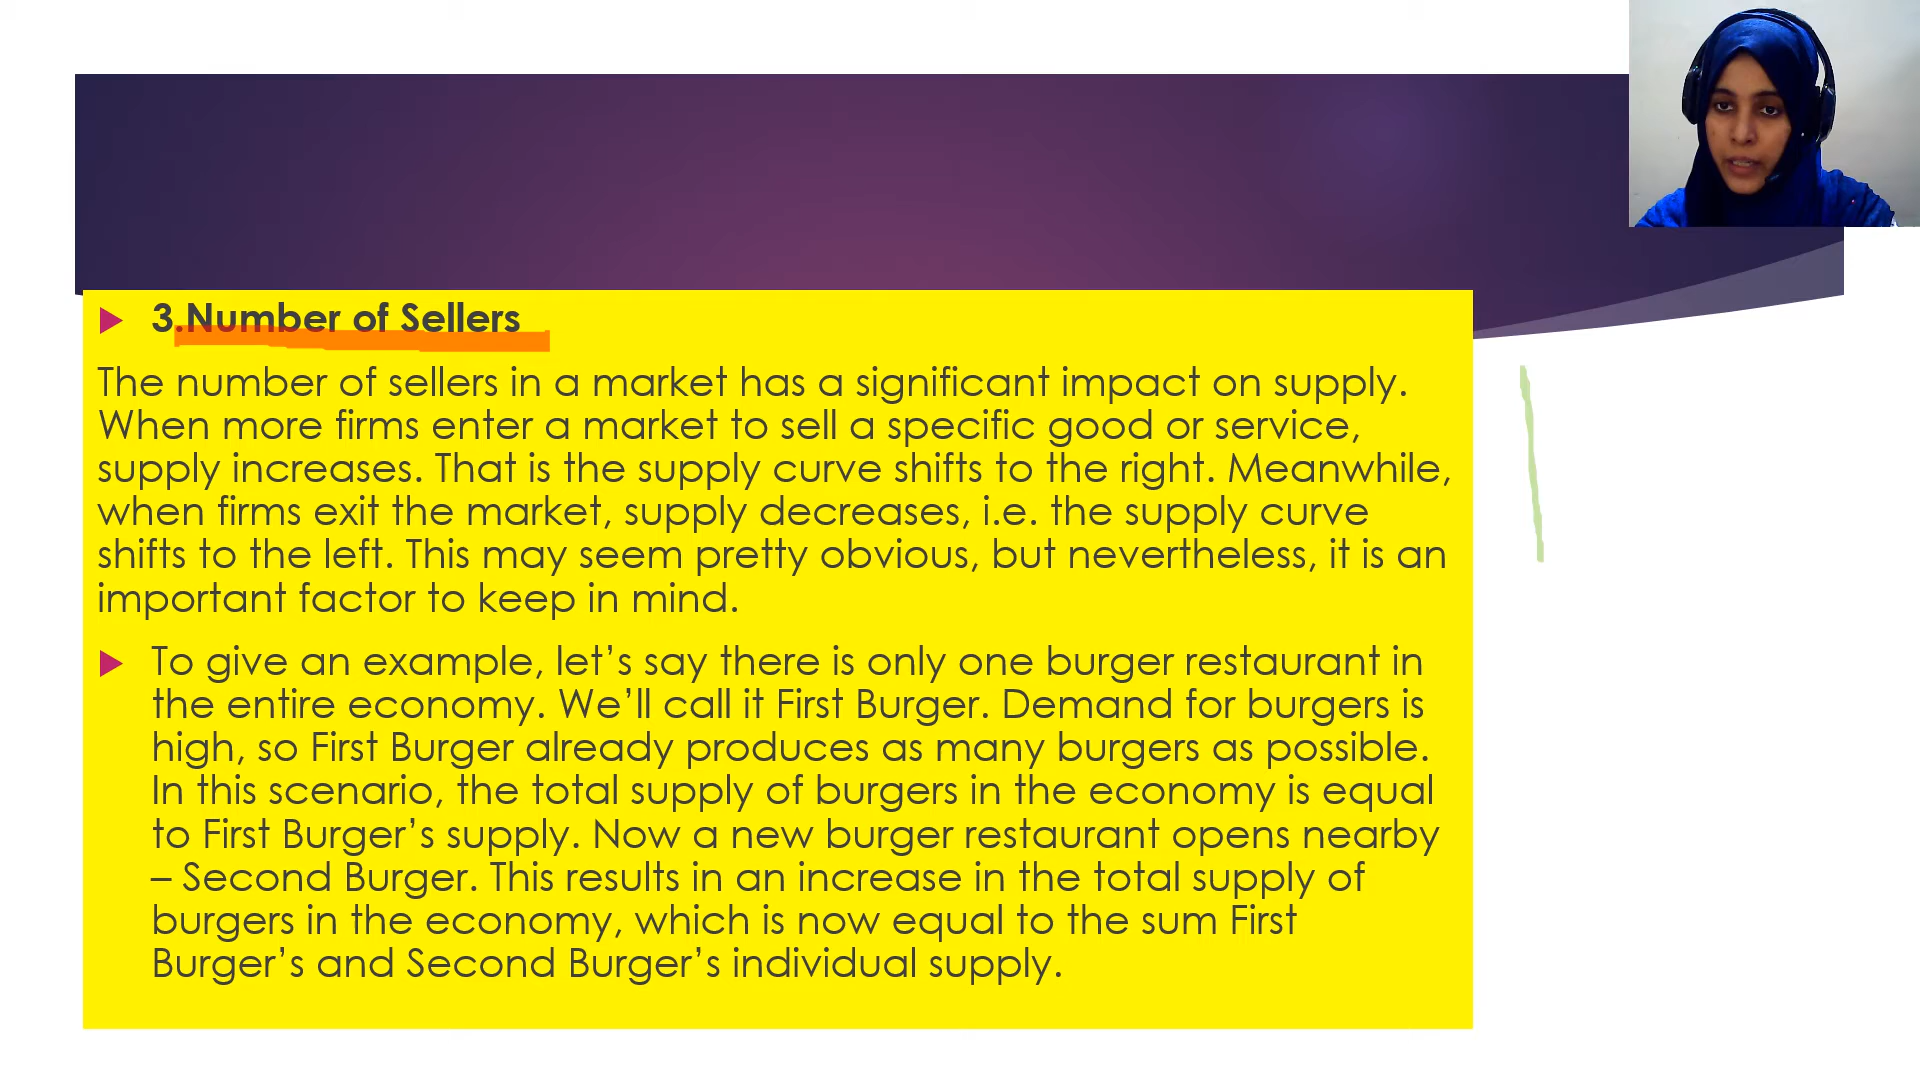 3.Number of Sellers
The number of sellers in a market has a significant impact on supply.
When more firms enter a market to sell a specific good or service,
supply increases. That is the supply curve shifts to the right. Meanwhile,
when firms exit the market, supply decreases, i.e. the supply curve
shifts to the left. This may seem pretty obvious, but nevertheless, it is an
important factor to keep in mind.
To give an example, let’s say there is only one burger restaurant in
the entire economy. We’ll call it First Burger. Demand for burgers is
high, so First Burger already produces as many burgers as possible.
In this scenario, the total supply of burgers in the economy is equal
to First Burger’s supply. Now a new burger restaurant opens nearby
– Second Burger. This results in an increase in the total supply of
burgers in the economy, which is now equal to the sum First
Burger’s and Second Burger’s individual supply.